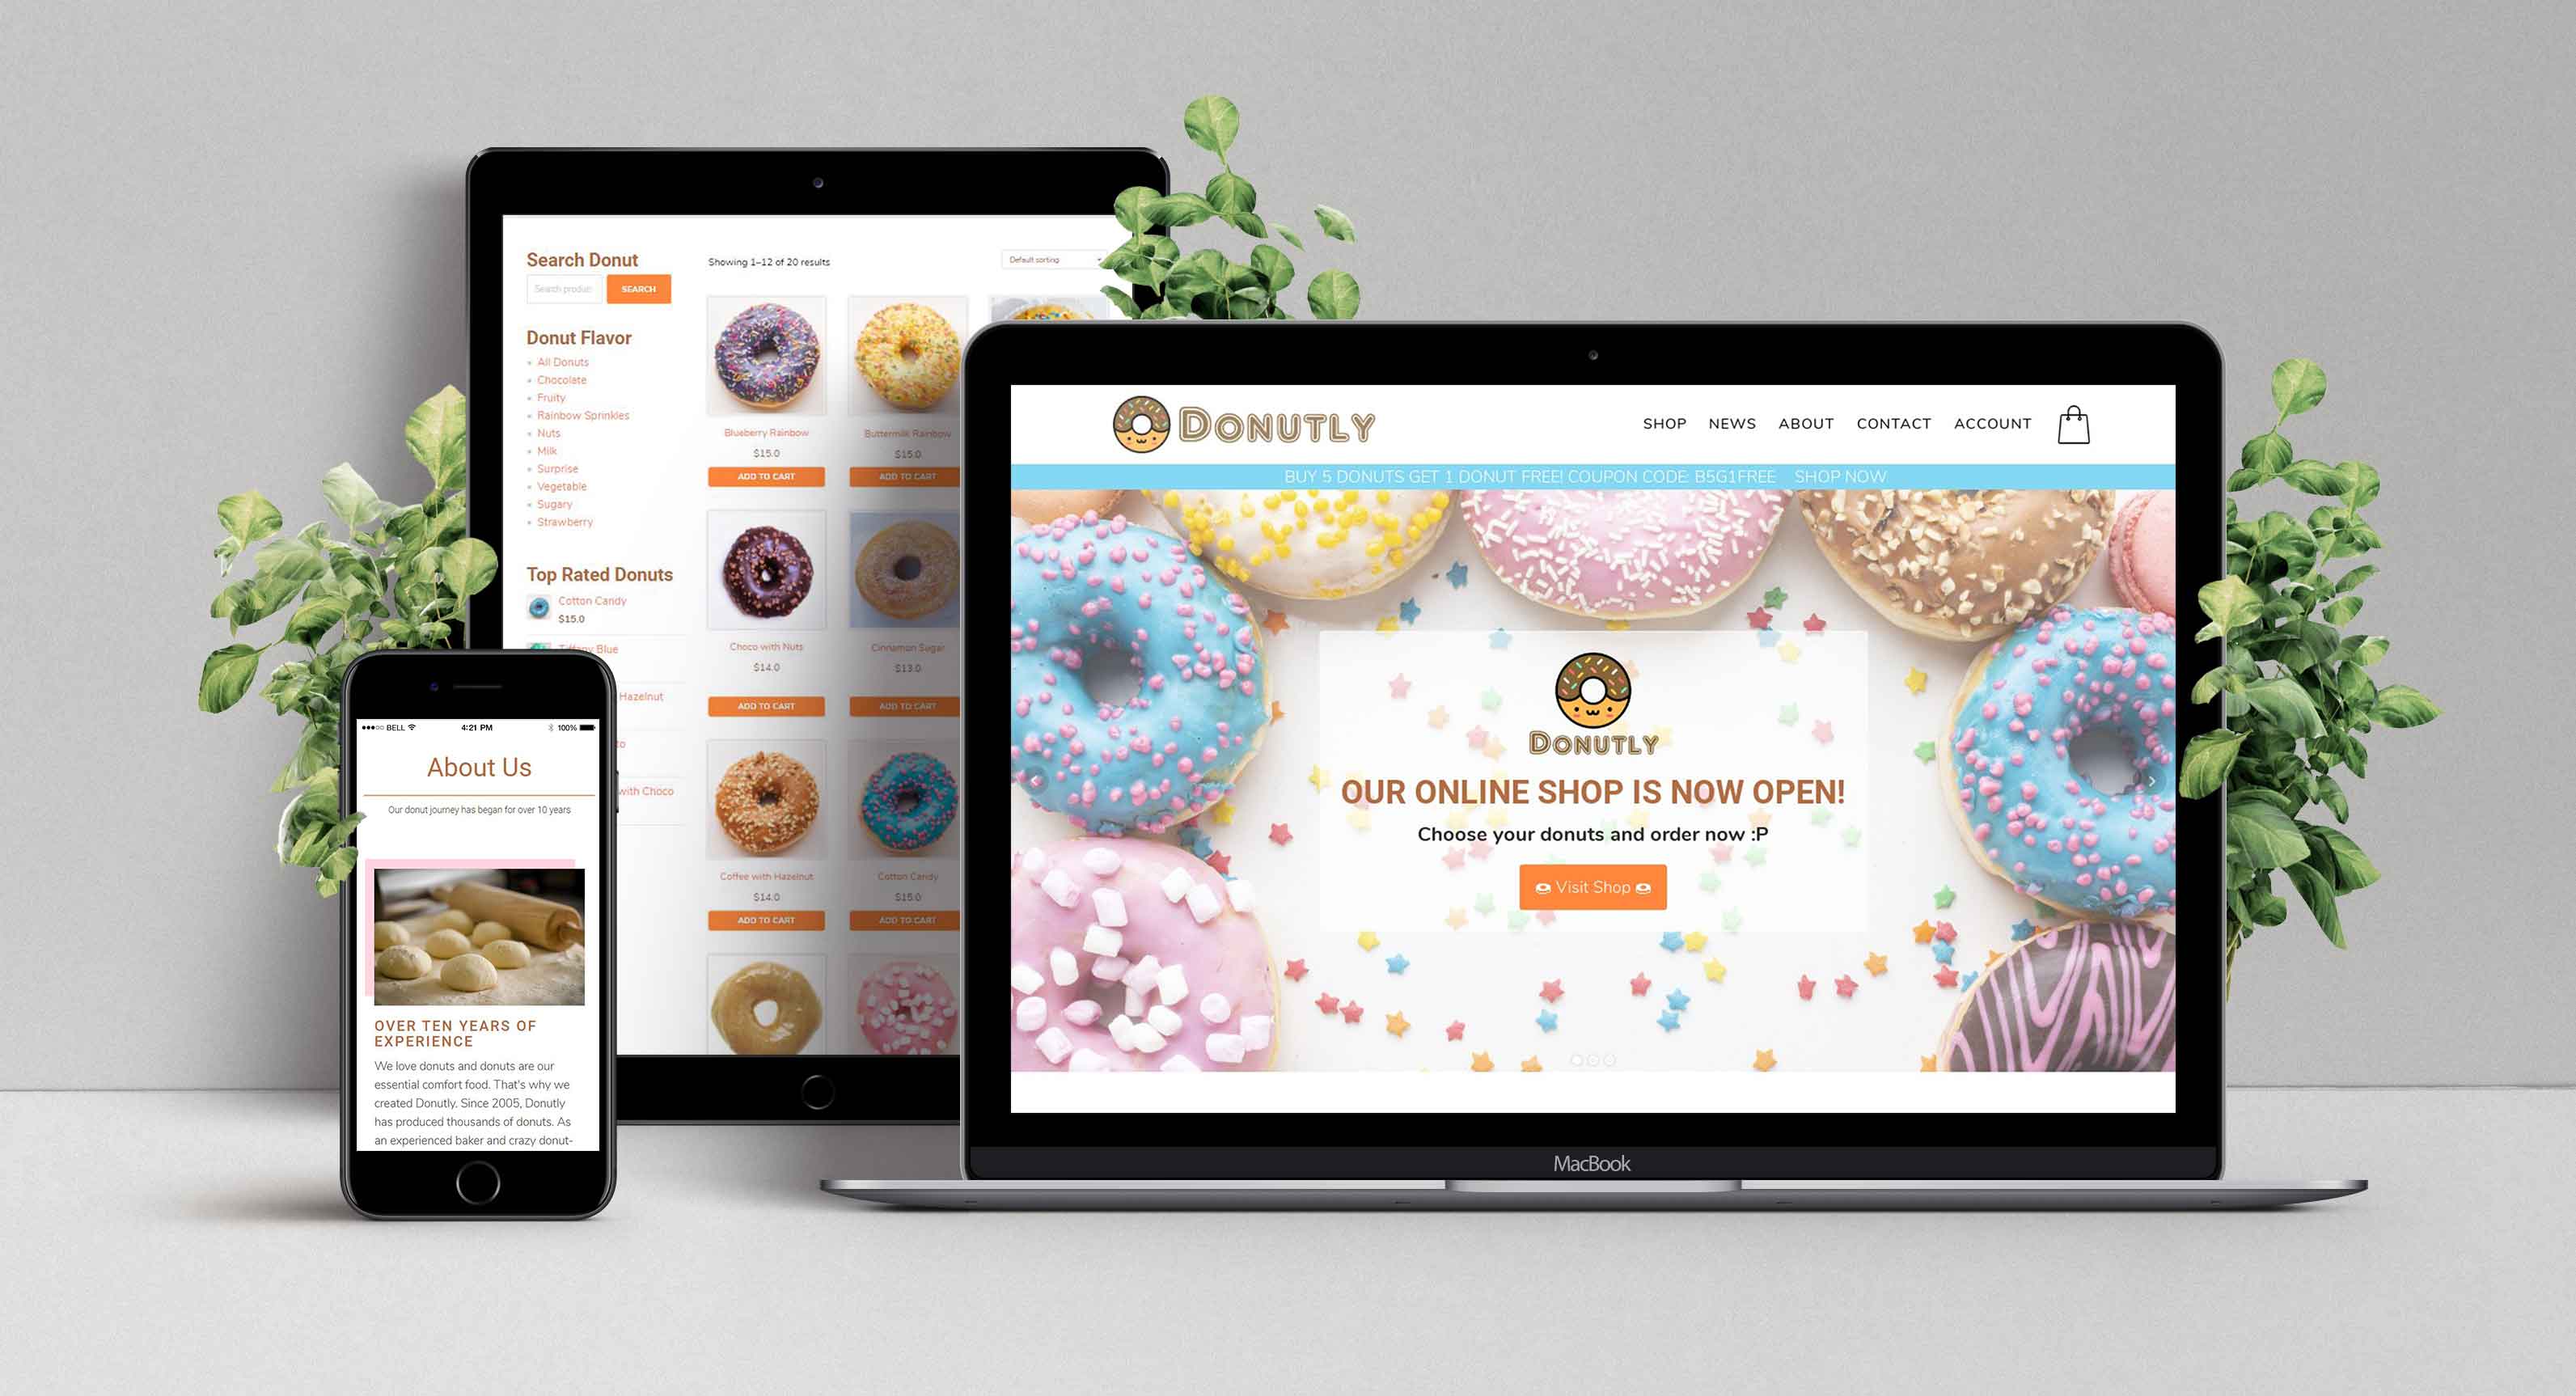 Search Donut
Search produc
SEARCH
Donut Flavor
All Donuts
Chocolate
Fruity
Rainbow Sprinkles
Nuts
Milk
Surprise
Vegetable
Sugary
Strawberry
Top Rated Donuts
Cotton Candy
$15.0
Tiffany Blue
Hazelnut
to
with Choco
Showing 1–12 of 20 results
Default sorting
Blueberry Rainbow
$15.0
ADD TO CART
Buttermilk Rainbow
$15.0
ADD TO CART
Choco with Nuts
$14.0
ADD TO CART
Cinnamon Sugar
$13.0
ADD TO CART
Coffee with Hazelnut
$14.0
ADD TO CART
Cotton Candy
$15.0
ADD TO CART
BELL 4:21 PM 100%
About Us
Our donut journey has began for over 10 years
OVER TEN YEARS OF
EXPERIENCE
We love donuts and donuts are our
essential comfort food. That's why we
created Donutly. Since 2005, Donutly
has produced thousands of donuts. As
an experienced baker and crazy donut-
DONUTLY
SHOP NEWS ABOUT CONTACT ACCOUNT
BUY 5 DONUTS GET 1 DONUT FREE! COUPON CODE: B5G1FREE SHOP NOW
DONUTLY
OUR ONLINE SHOP IS NOW OPEN!
Choose your donuts and order now :P
Visit Shop
MacBook